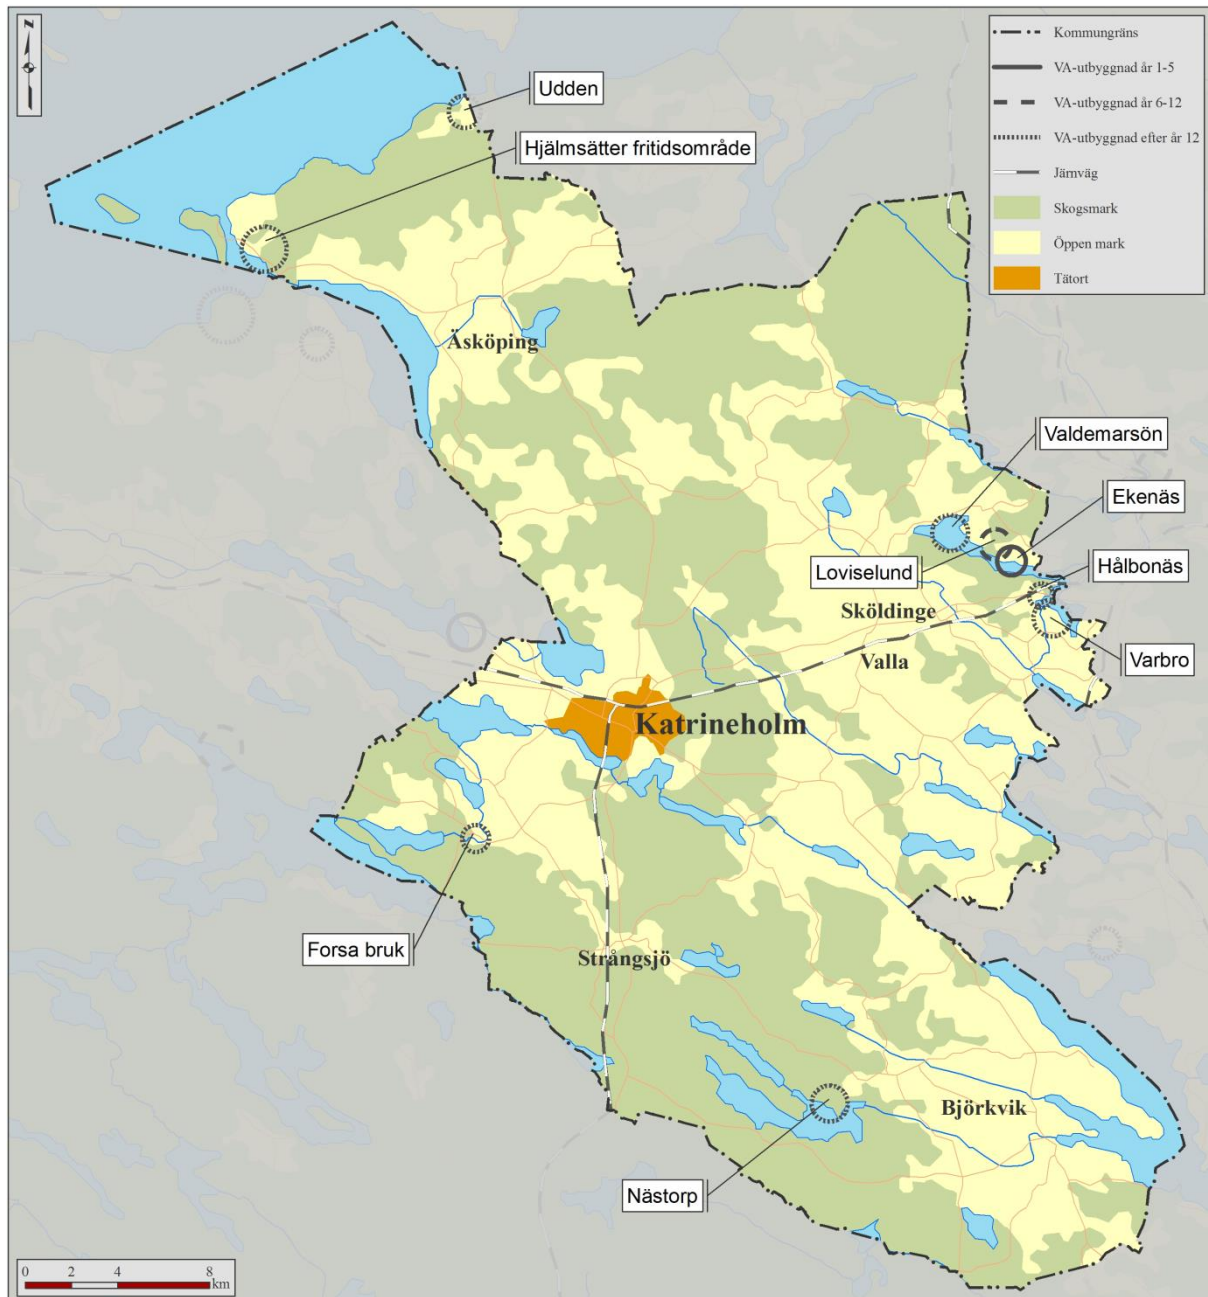 N
Kommungräns
VA-utbyggnad år 1-5
VA-utbyggnad år 6-12
VA-utbyggnad efter år 12
Järnväg
Skogsmark
Öppen mark
Tätort
Udden
Hjälmsätter fritidsområde
Äsköping
Valdemarsön
Ekenäs
Loviselund
Hålbonäs
Sköldinge
Valla
Varbro
Katrineholm
Forsa bruk
Strångsjö
Björkvik
Nästorp
0 2 4 8
km